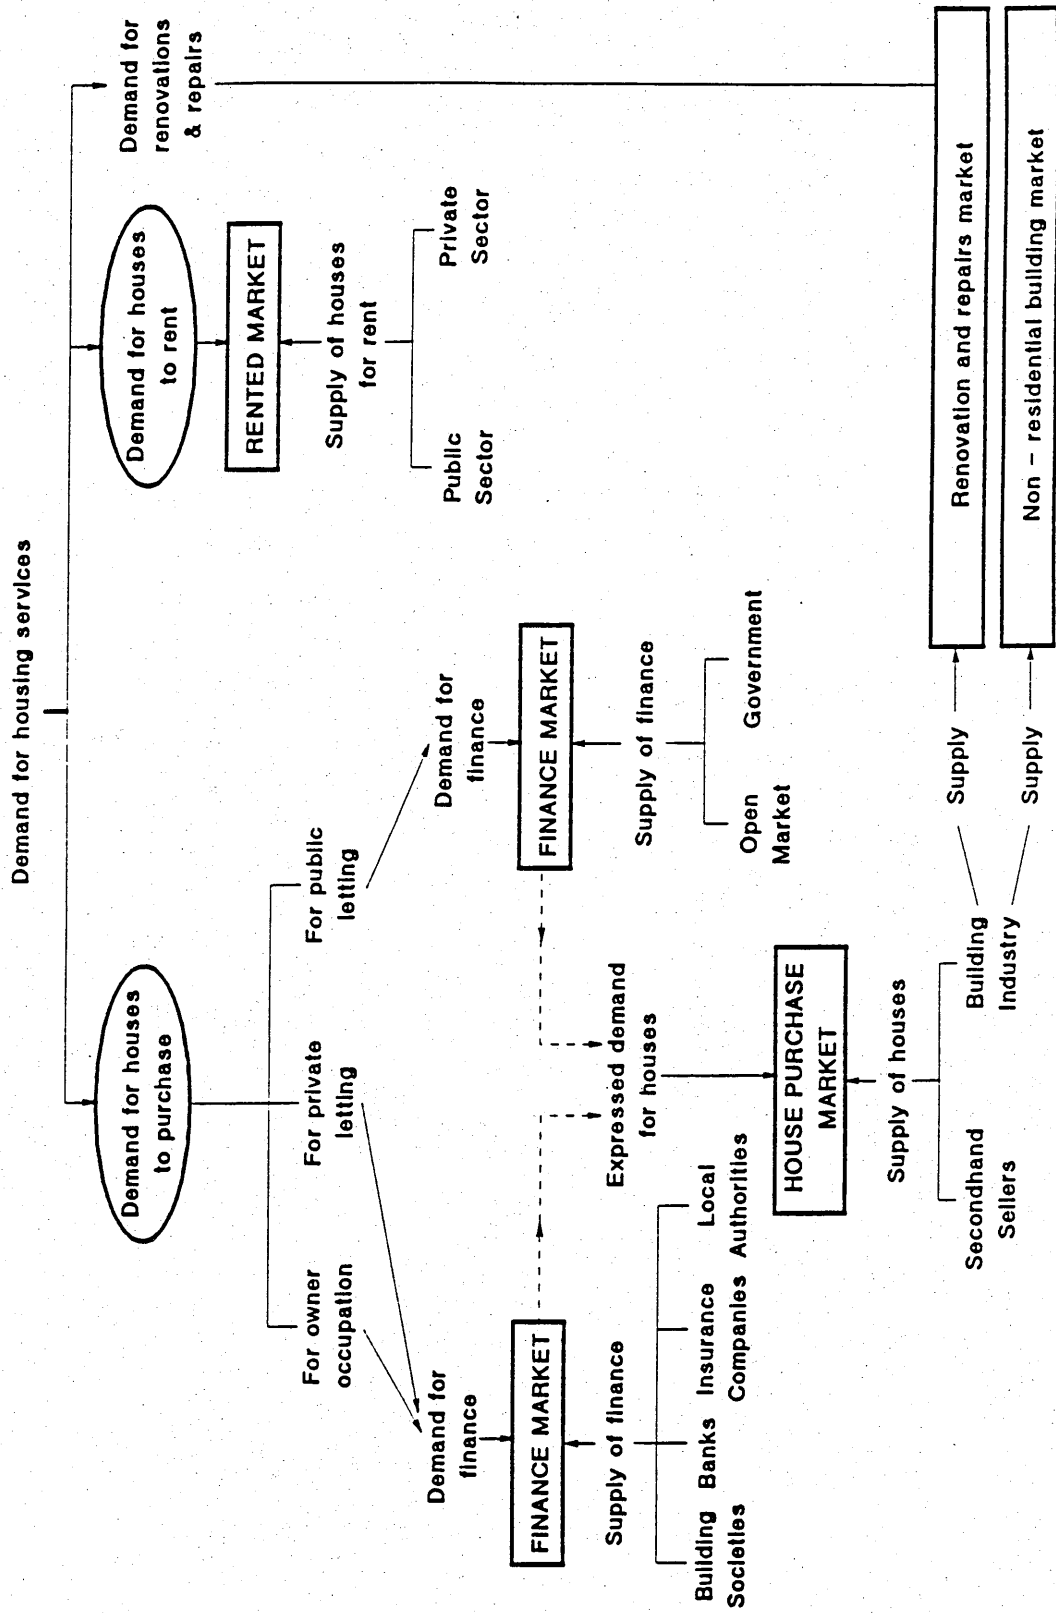 Demand for housing services
Demand for houses
to purchase
Demand for houses
to rent
Demand for
renovations
& repairs
For owner
occupation
For private
letting
For public
letting
RENTED MARKET
Supply of houses
for rent
Public
Sector
Private
Sector
Demand for
finance
Demand for
finance
FINANCE MARKET
FINANCE MARKET
Supply of finance
Supply of finance
Building
Societies
Banks
Insurance
Companies
Local
Authorities
Open
Market
Government
Expressed demand
for houses
HOUSE PURCHASE
MARKET
Supply of houses
Secondhand
Sellers
Building
Industry
Supply
Renovation and repairs market
Supply
Non - residential building market